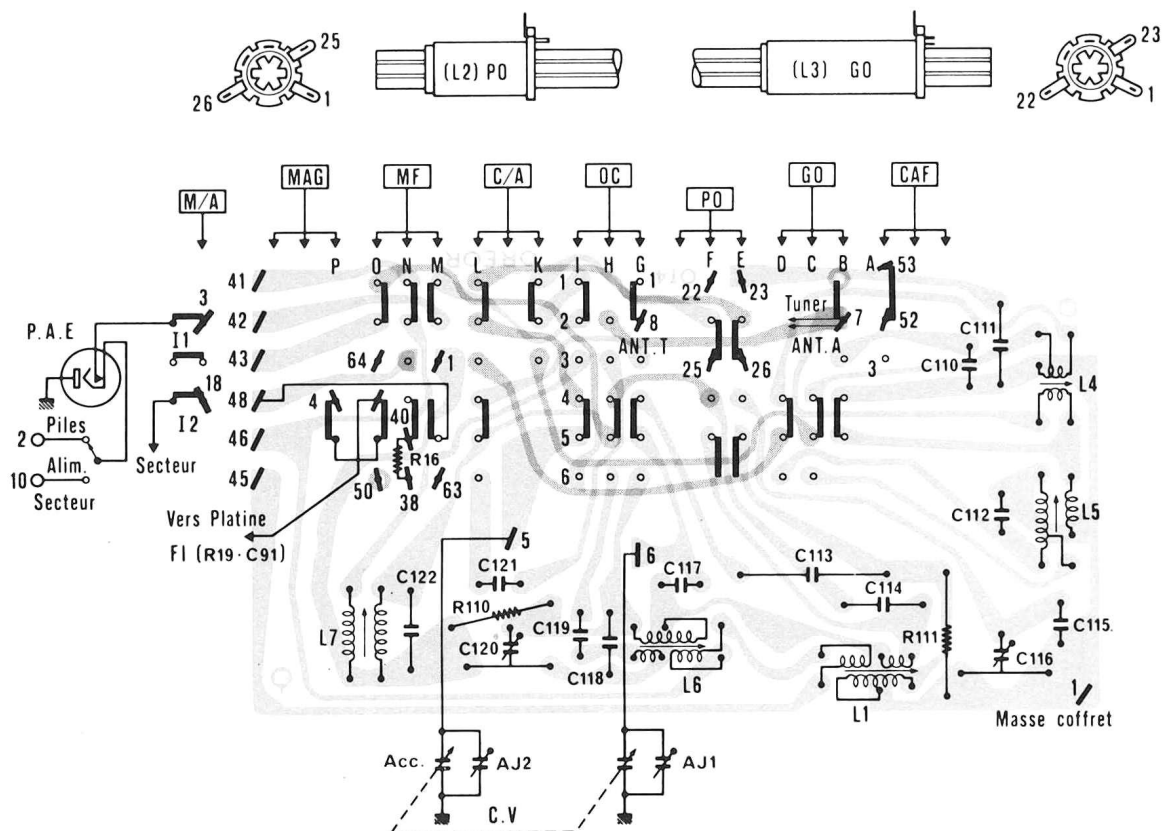 25
26
1
(L2) PO
(L3) GO
23
22
1
M/A
MAG
MF
C/A
OC
PO
GO
CAF
P O N M L K I H G F E D C B A
41
3
42
I1
P.A.E
43
18
48
I2
46
45
Piles
2
Alim.
10
Secteur
Secteur
64
1
4
40
R16
50
38
63
Vers Platine
FI (R19·C91)
1
1
2
8
ANT.T
3
4
5
6
22
23
25
26
Tuner
7
ANT.A
53
52
3
C111
C110
L4
C112
L5
5
6
C121
C122
R110
C120
C119
C118
L7
C117
L6
C113
C114
R111
L1
C115.
C116
1
Masse coffret
Acc.
AJ2
AJ1
C.V